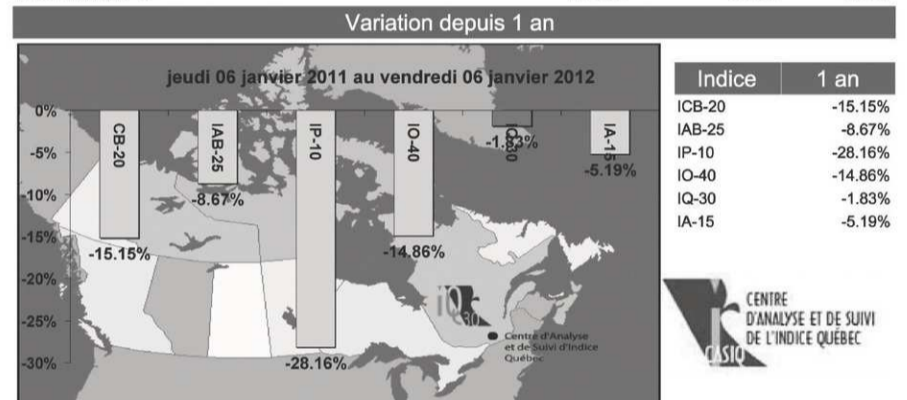 Variation depuis 1 an
jeudi 06 janvier 2011 au vendredi 06 janvier 2012
0%
-5%
-10%
-15%
-20%
-25%
-30%
CB-20
-15.15%
IAB-25
-8.67%
IP-10
-28.16%
IO-40
-14.86%
IQ-30
-1.83%
IA-15
-5.19%
iQ
30
Centre d'Analyse
et de Suivi d'Indice
Québec
Indice 1 an
ICB-20 -15.15%
IAB-25 -8.67%
IP-10 -28.16%
IO-40 -14.86%
IQ-30 -1.83%
IA-15 -5.19%
CASIQ
CENTRE
D'ANALYSE ET DE SUIVI
DE L'INDICE QUÉBEC